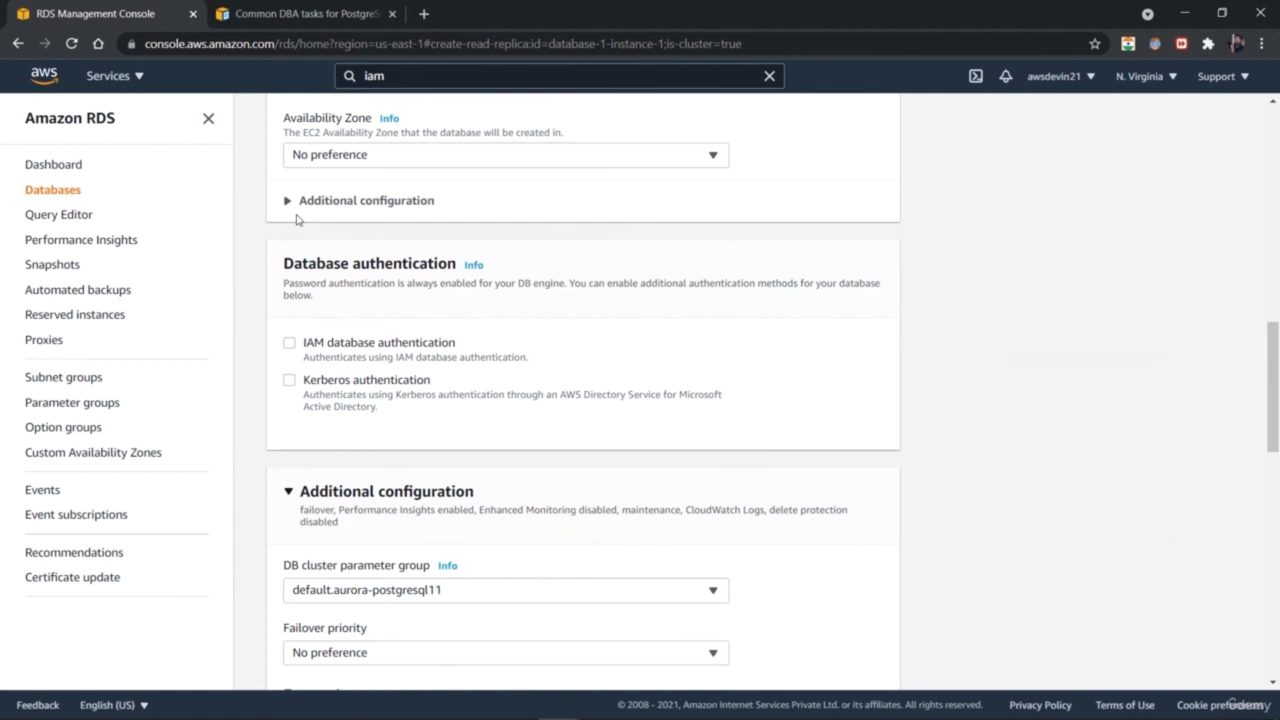 RDS Management Console
Common DBA tasks for PostgreS
console.aws.amazon.com/rds/home?region=us-east-1#create-read-replica:id=database-1-instance-1;is-cluster=true
aws
Services
iam
awsdevin21
N. Virginia
Support
Amazon RDS
Dashboard
Databases
Query Editor
Performance Insights
Snapshots
Automated backups
Reserved instances
Proxies
Subnet groups
Parameter groups
Option groups
Custom Availability Zones
Events
Event subscriptions
Recommendations
Certificate update
Availability Zone Info
The EC2 Availability Zone that the database will be created in.
No preference
Additional configuration
Database authentication Info
Password authentication is always enabled for your DB engine. You can enable additional authentication methods for your database
below.
IAM database authentication
Authenticates using IAM database authentication.
Kerberos authentication
Authenticates using Kerberos authentication through an AWS Directory Service for Microsoft
Active Directory.
Additional configuration
failover, Performance Insights enabled, Enhanced Monitoring disabled, maintenance, CloudWatch Logs, delete protection
disabled
DB cluster parameter group Info
default.aurora-postgresql11
Failover priority
No preference
Feedback
English (US)
© 2008 - 2021, Amazon Internet Services Private Ltd. or its affiliates. All rights reserved.
Privacy Policy
Terms of Use
Cookie preferences
udemy